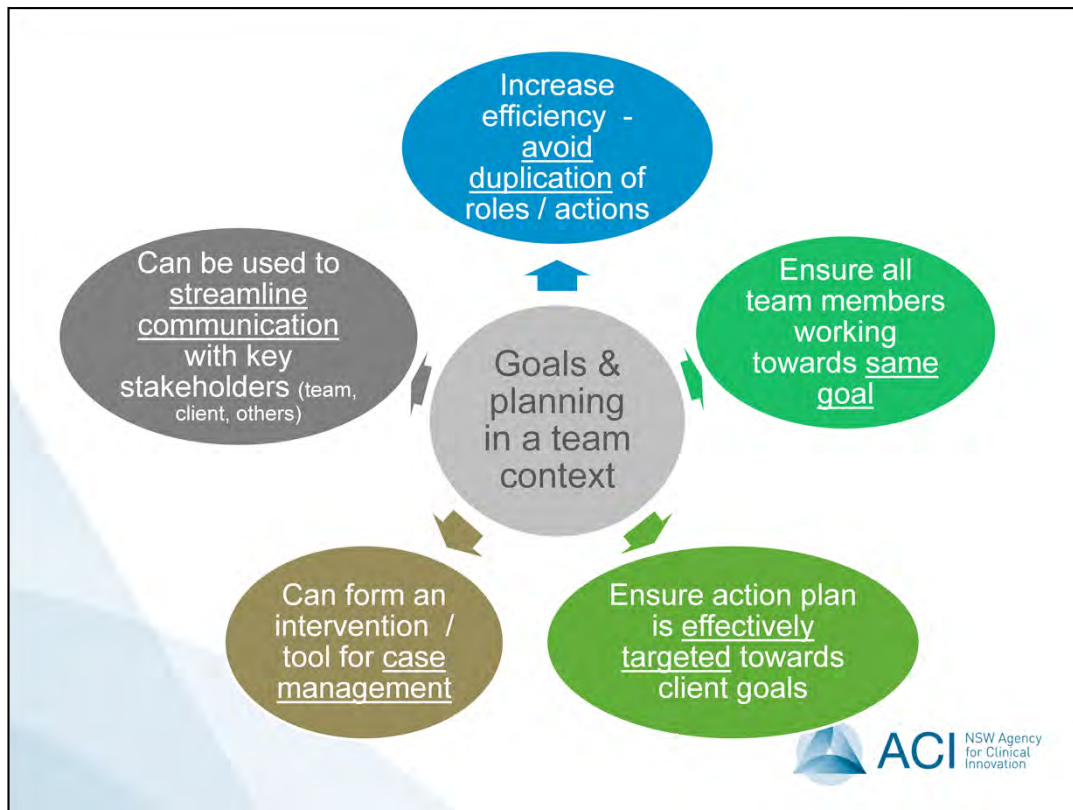 Increase
efficiency -
avoid
duplication of
roles / actions
Can be used to
streamline
communication
with key
stakeholders (team,
client, others)
Ensure all
team members
working
towards same
goal
Goals &
planning
in a team
context
Can form an
intervention /
tool for case
management
Ensure action plan
is effectively
targeted towards
client goals
ACI
NSW Agency
for Clinical
Innovation